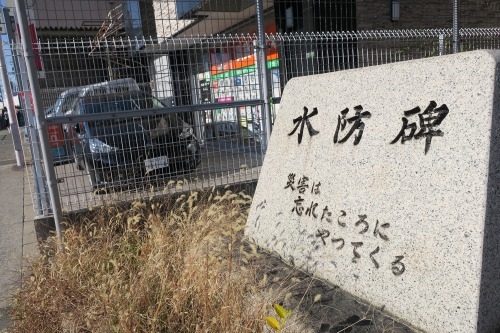 水防碑
災害は
忘れたころに
やってくる